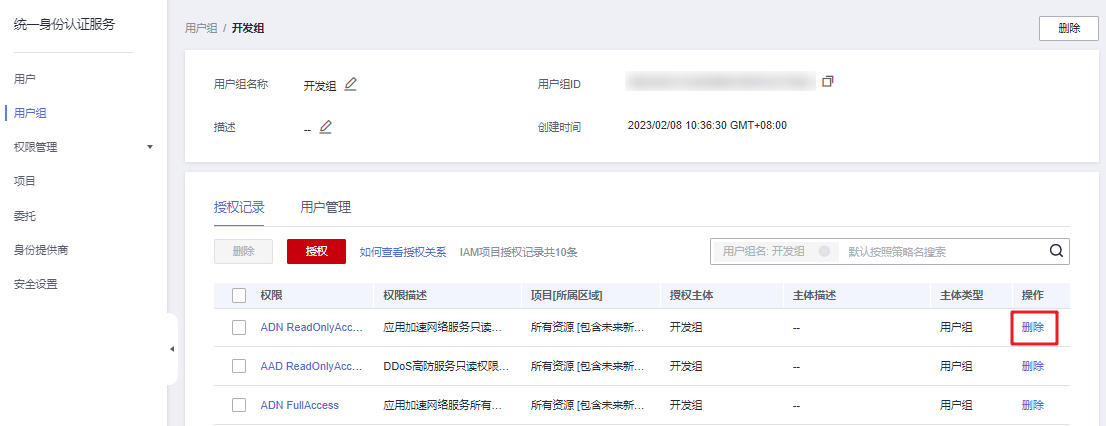 统一身份认证服务
用户
用户组
权限管理
项目
委托
身份提供商
安全设置
用户组 / 开发组
删除
用户组名称 开发组 用户组ID
描述 -- 创建时间 2023/02/08 10:36:30 GMT+08:00
授权记录 用户管理
删除 授权 如何查看授权关系 IAM项目授权记录共10条 用户组名: 开发组 默认按照策略名搜索
权限 权限描述 项目[所属区域] 授权主体 主体描述 主体类型 操作
ADN ReadOnlyAcc... 应用加速网络服务只读... 所有资源 [包含未来新... 开发组 -- 用户组 删除
AAD ReadOnlyAcc... DDoS高防服务只读权限... 所有资源 [包含未来新... 开发组 -- 用户组 删除
ADN FullAccess 应用加速网络服务所有... 所有资源 [包含未来新... 开发组 -- 用户组 删除